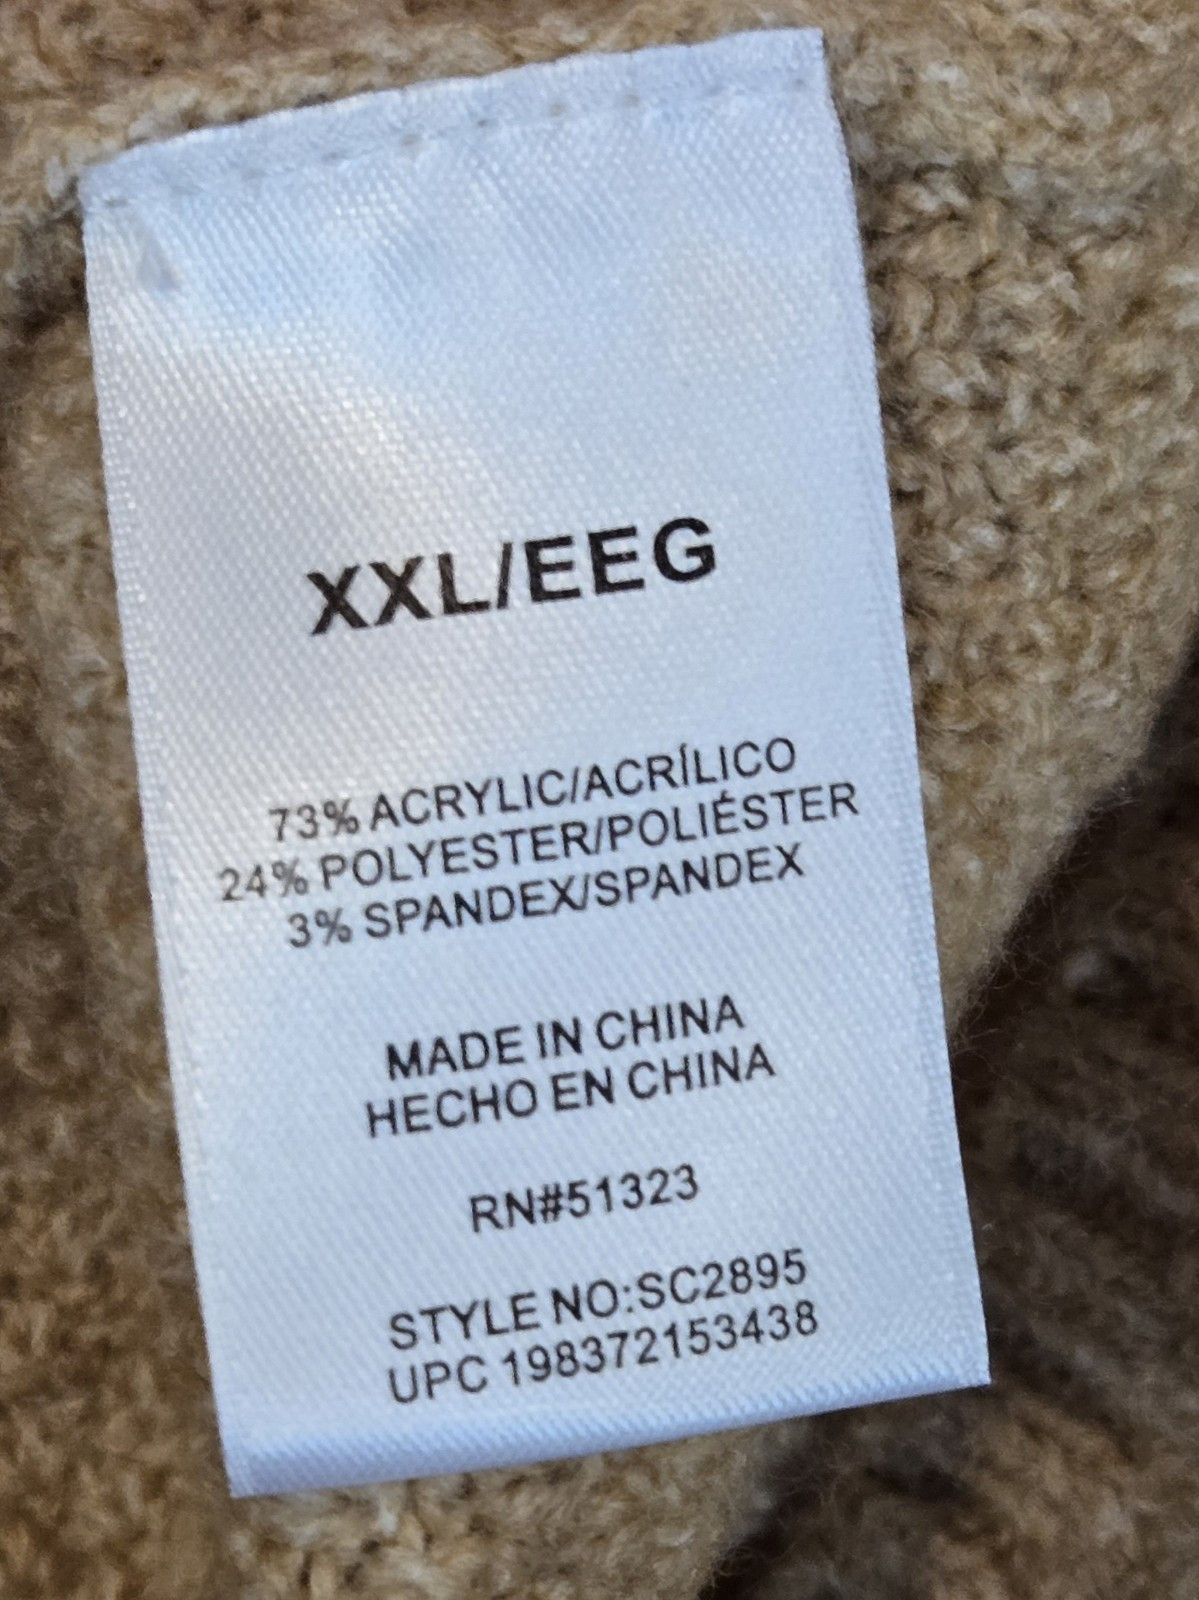 XXL/EEG
73% ACRYLIC/ACRÍLICO
24% POLYESTER/POLIÉSTER
3% SPANDEX/SPANDEX
MADE IN CHINA
HECHO EN CHINA
RN#51323
STYLE NO:SC2895
UPC 198372153438